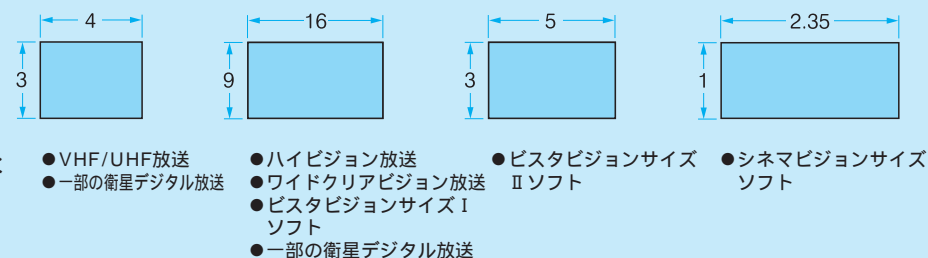 4
3
16
9
5
3
2.35
1
●VHF/UHF放送
●一部の衛星デジタル放送
●ハイビジョン放送
●ワイドクリアビジョン放送
●ビスタビジョンサイズ I
ソフト
●一部の衛星デジタル放送
●ビスタビジョンサイズ
II ソフト
●シネマビジョンサイズ
ソフト